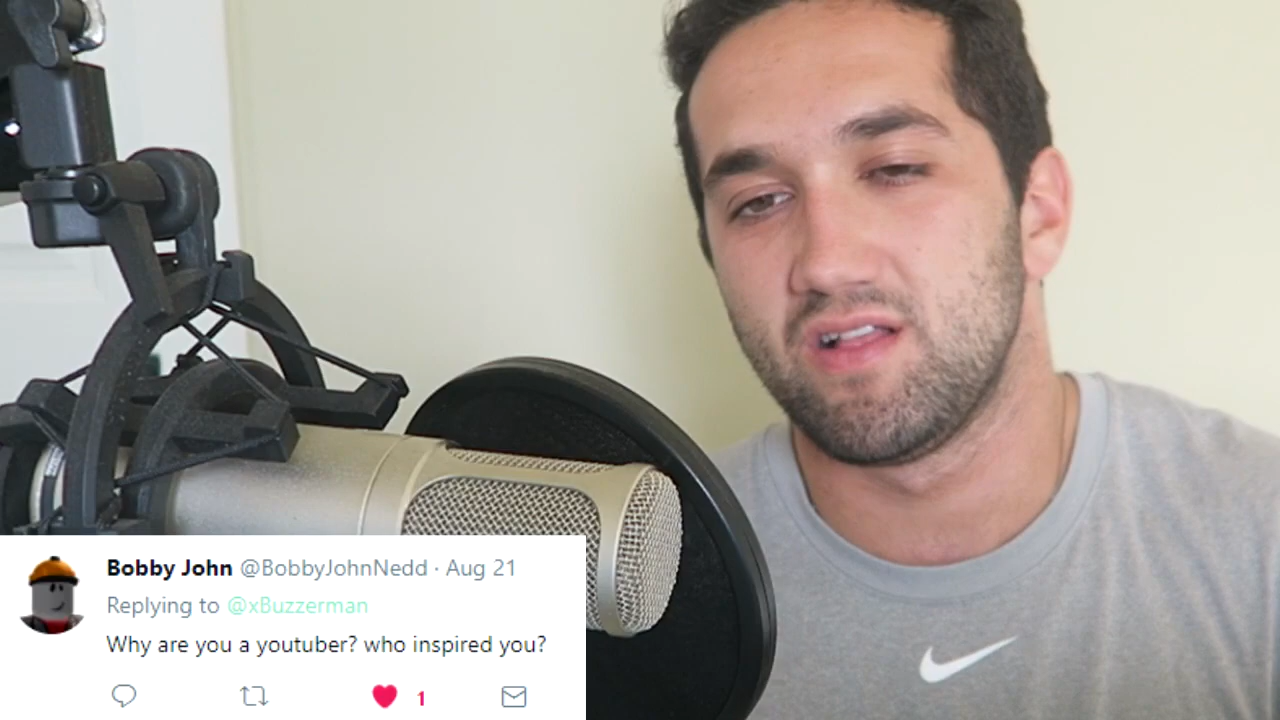 Bobby John @BobbyJohnNedd · Aug 21
Replying to @xBuzzerman
Why are you a youtuber? who inspired you?
1